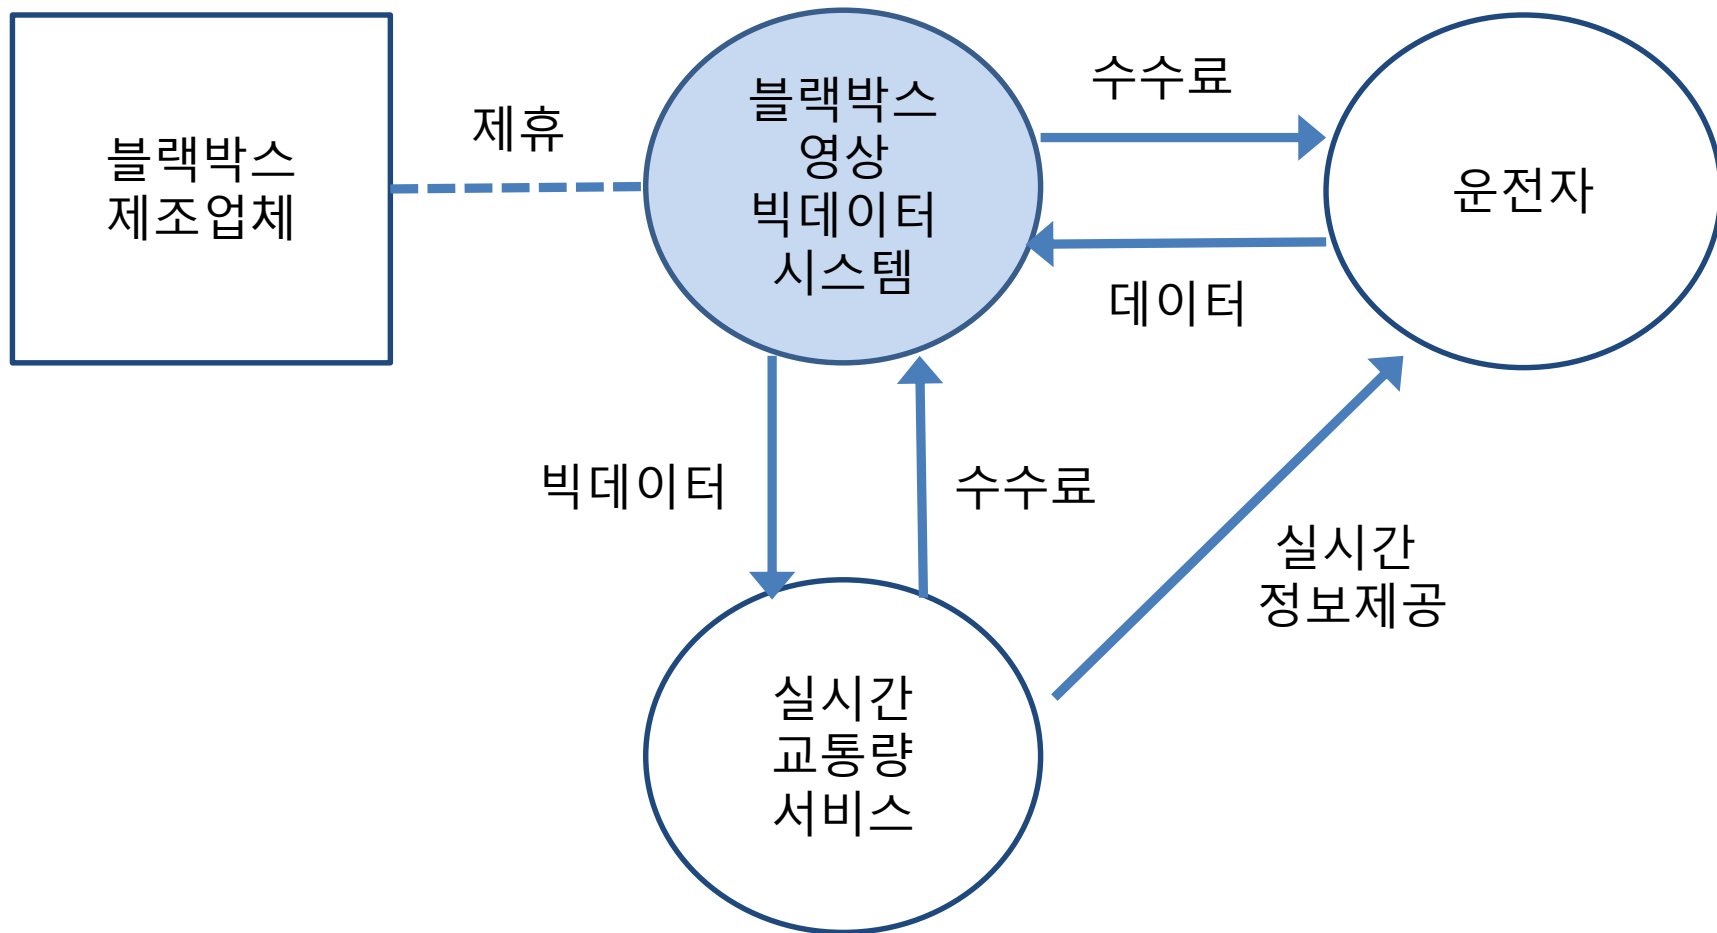 블랙박스
제조업체
제휴
블랙박스
영상
빅데이터
시스템
수수료
데이터
운전자
빅데이터
수수료
실시간
정보제공
실시간
교통량
서비스